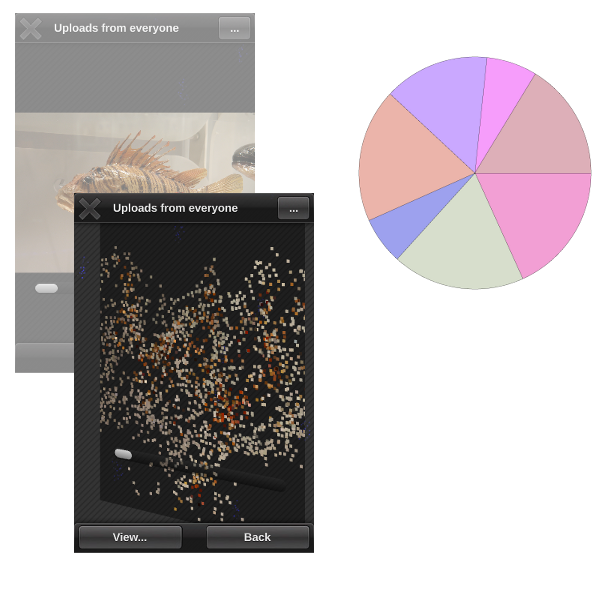 Uploads from everyone
...
Uploads from everyone
...
View...
Back